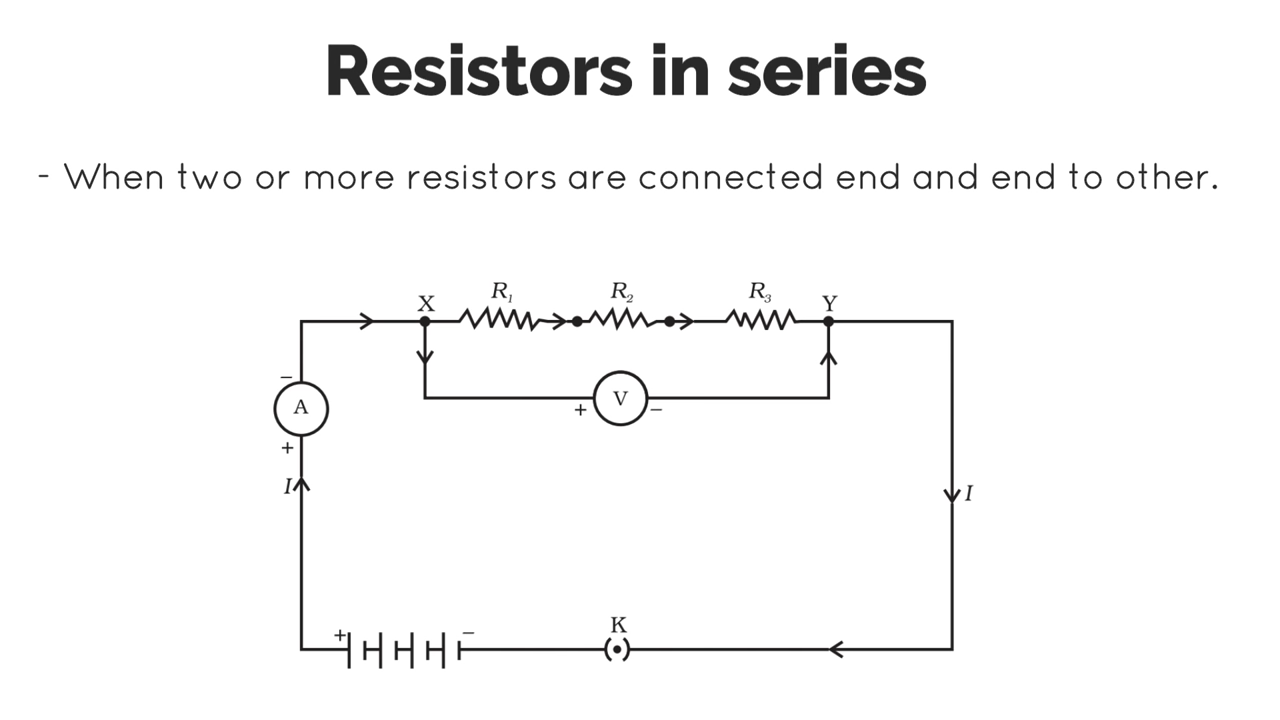 Resistors in series
- When two or more resistors are connected end and end to other.
X R₁ R₂ R₃ Y
−
A
+ V −
+
I
I
K
+ −